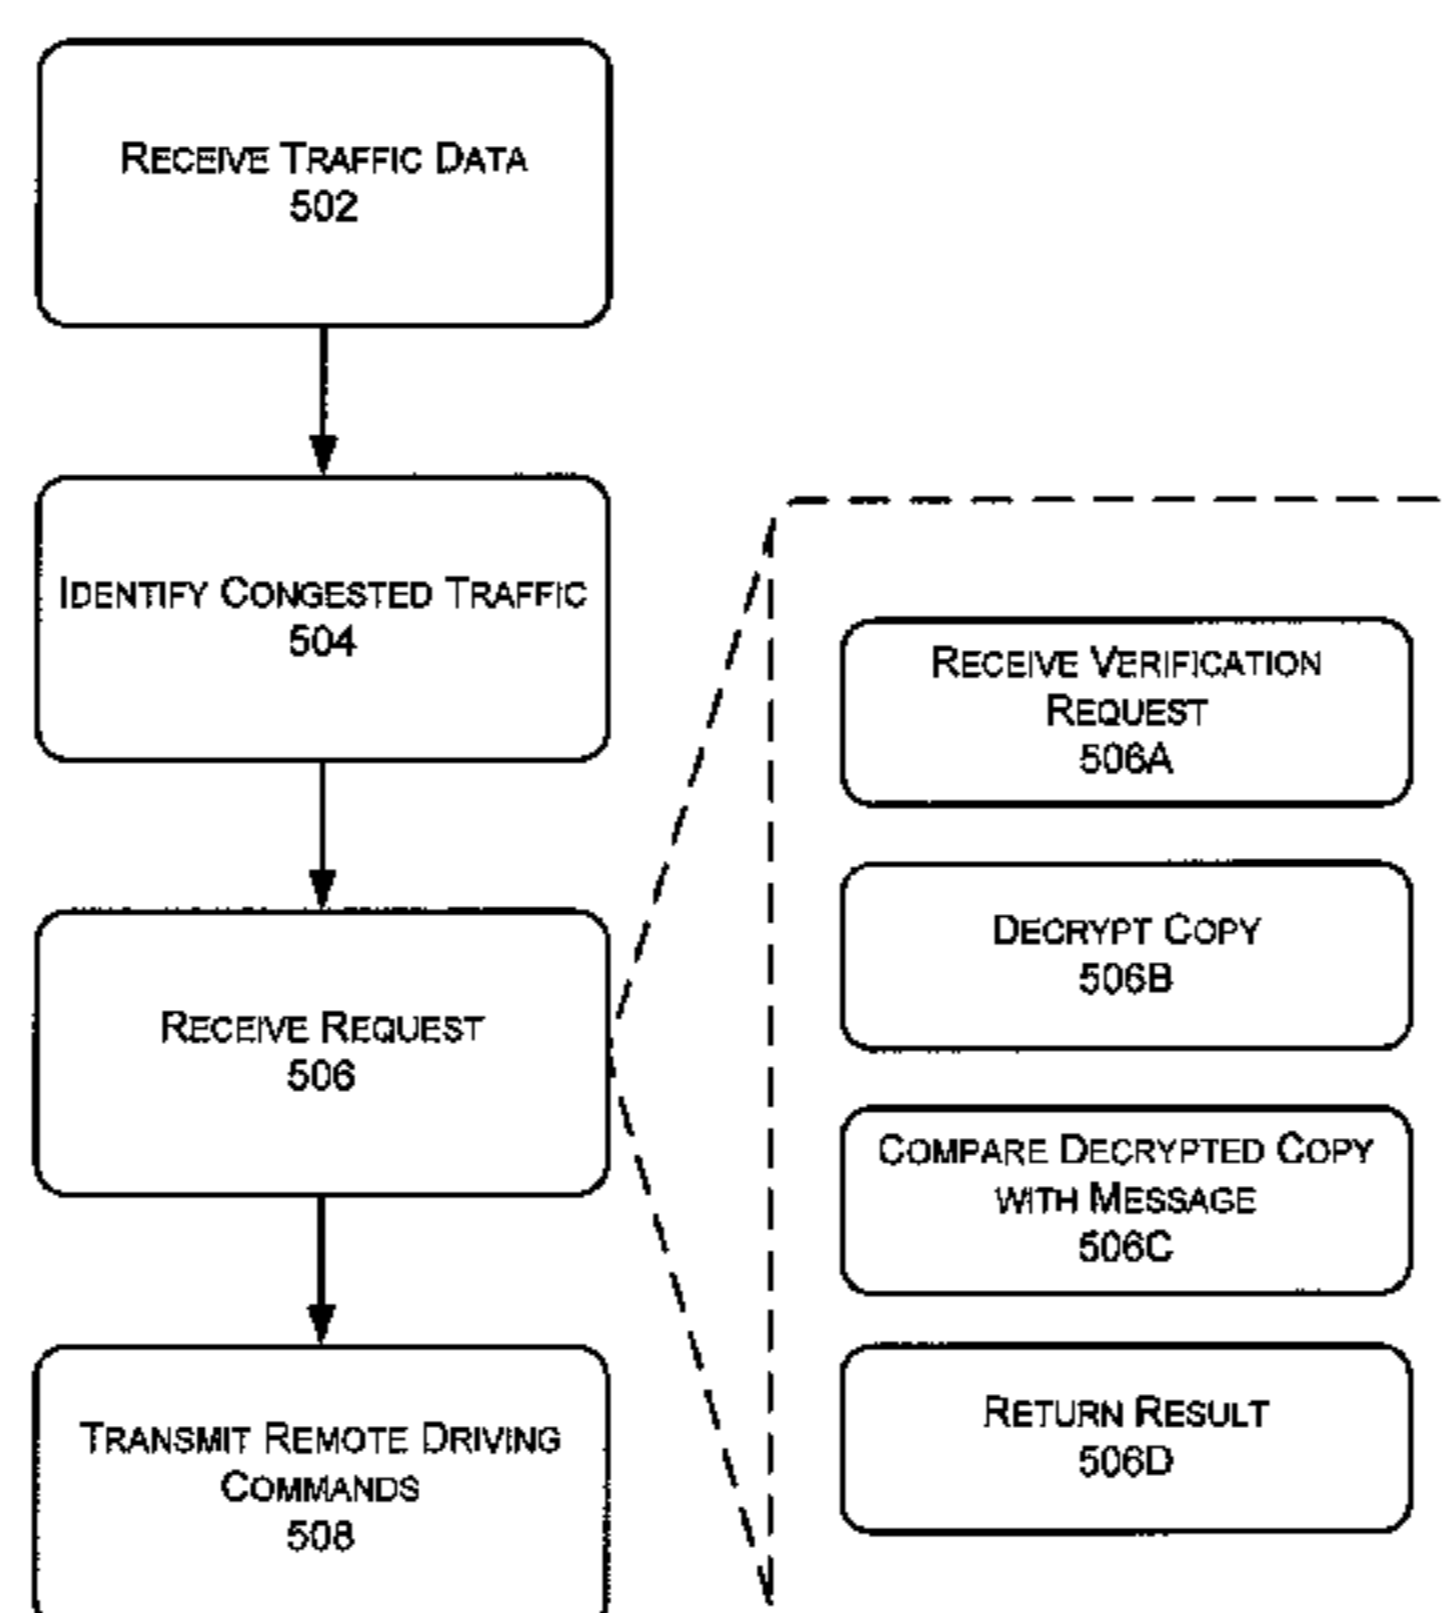 RECEIVE TRAFFIC DATA
502
IDENTIFY CONGESTED TRAFFIC
504
RECEIVE REQUEST
506
TRANSMIT REMOTE DRIVING
COMMANDS
508
RECEIVE VERIFICATION
REQUEST
506A
DECRYPT COPY
506B
COMPARE DECRYPTED COPY
WITH MESSAGE
506C
RETURN RESULT
506D